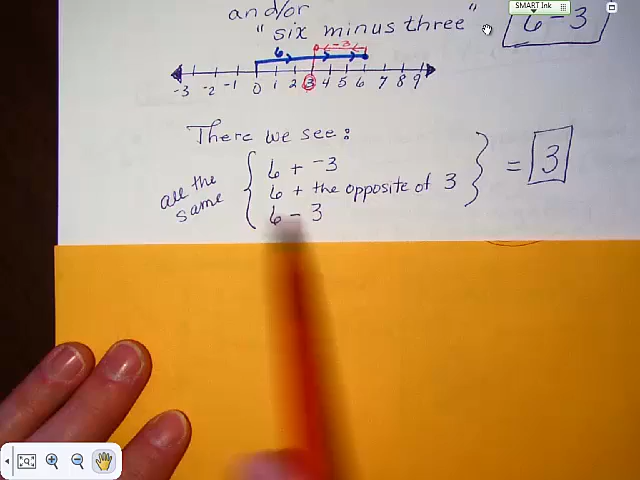 SMART Ink
and/or
"six minus three"
6 - 3
6
-3
-3 -2 -1 0 1 2 3 4 5 6 7 8 9
There we see:
all the same
6 + ⁻3
6 + the opposite of 3
6 - 3
= 3